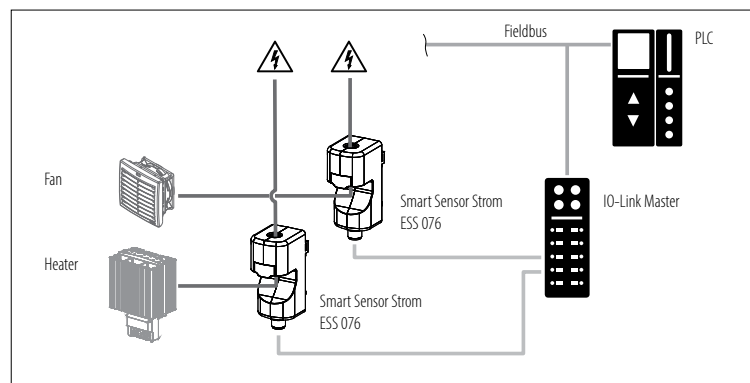 Fieldbus
PLC
Fan
Smart Sensor Strom
ESS 076
IO-Link Master
Heater
Smart Sensor Strom
ESS 076